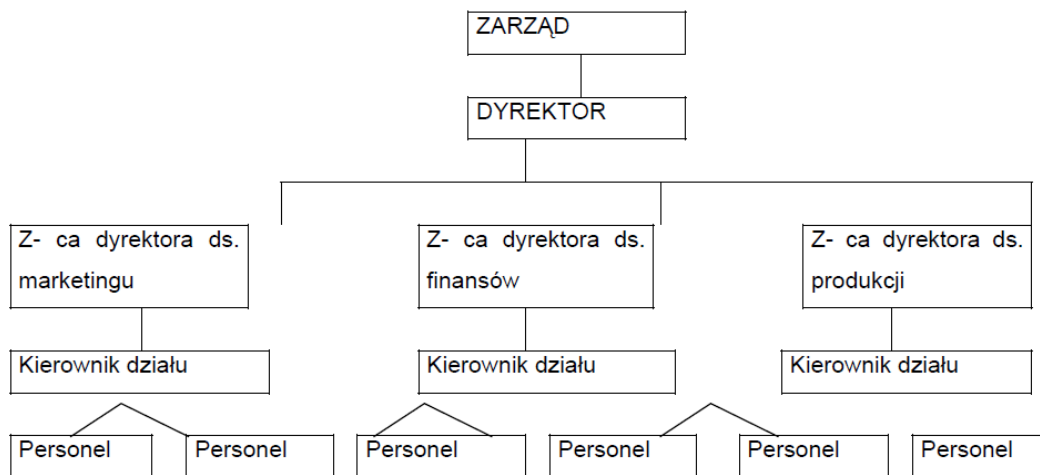 ZARZĄD
DYREKTOR
Z- ca dyrektora ds.
marketingu
Z- ca dyrektora ds.
finansów
Z- ca dyrektora ds.
produkcji
Kierownik działu
Kierownik działu
Kierownik działu
Personel
Personel
Personel
Personel
Personel
Personel